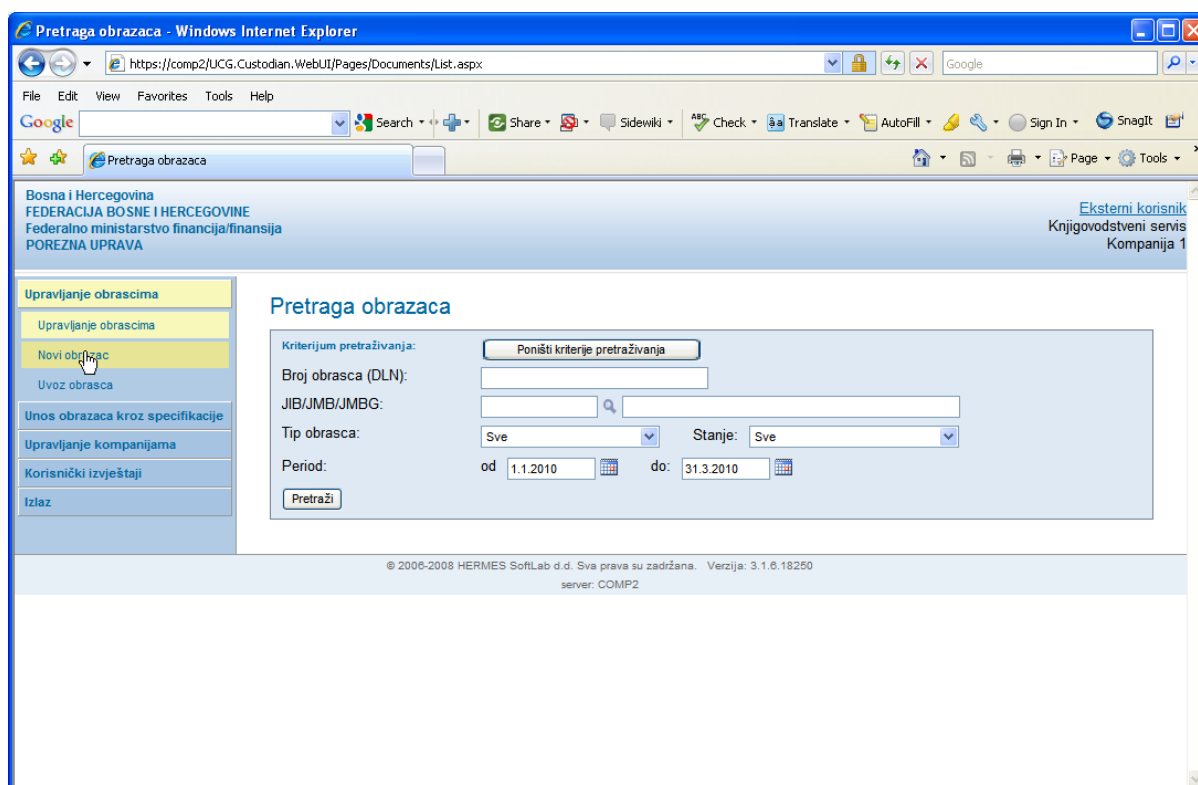 Pretraga obrazaca - Windows Internet Explorer
https://comp2/UCG.Custodian.WebUI/Pages/Documents/List.aspx
Google
File Edit View Favorites Tools Help
Google Search Share Sidewiki Check Translate AutoFill Sign In SnagIt
Pretraga obrazaca Page Tools
Bosna i Hercegovina
FEDERACIJA BOSNE I HERCEGOVINE
Federalno ministarstvo financija/finansija
POREZNA UPRAVA
Eksterni korisnik
Knjigovodstveni servis
Kompanija 1
Upravljanje obrascima
Upravljanje obrascima
Novi obrazac
Uvoz obrasca
Unos obrazaca kroz specifikacije
Upravljanje kompanijama
Korisnički izvještaji
Izlaz
Pretraga obrazaca
Kriterijum pretraživanja: Poništi kriterije pretraživanja
Broj obrasca (DLN):
JIB/JMB/JMBG:
Tip obrasca: Sve Stanje: Sve
Period: od 1.1.2010 do: 31.3.2010
Pretraži
© 2006-2008 HERMES SoftLab d.d. Sva prava su zadržana. Verzija: 3.1.6.18250
server: COMP2